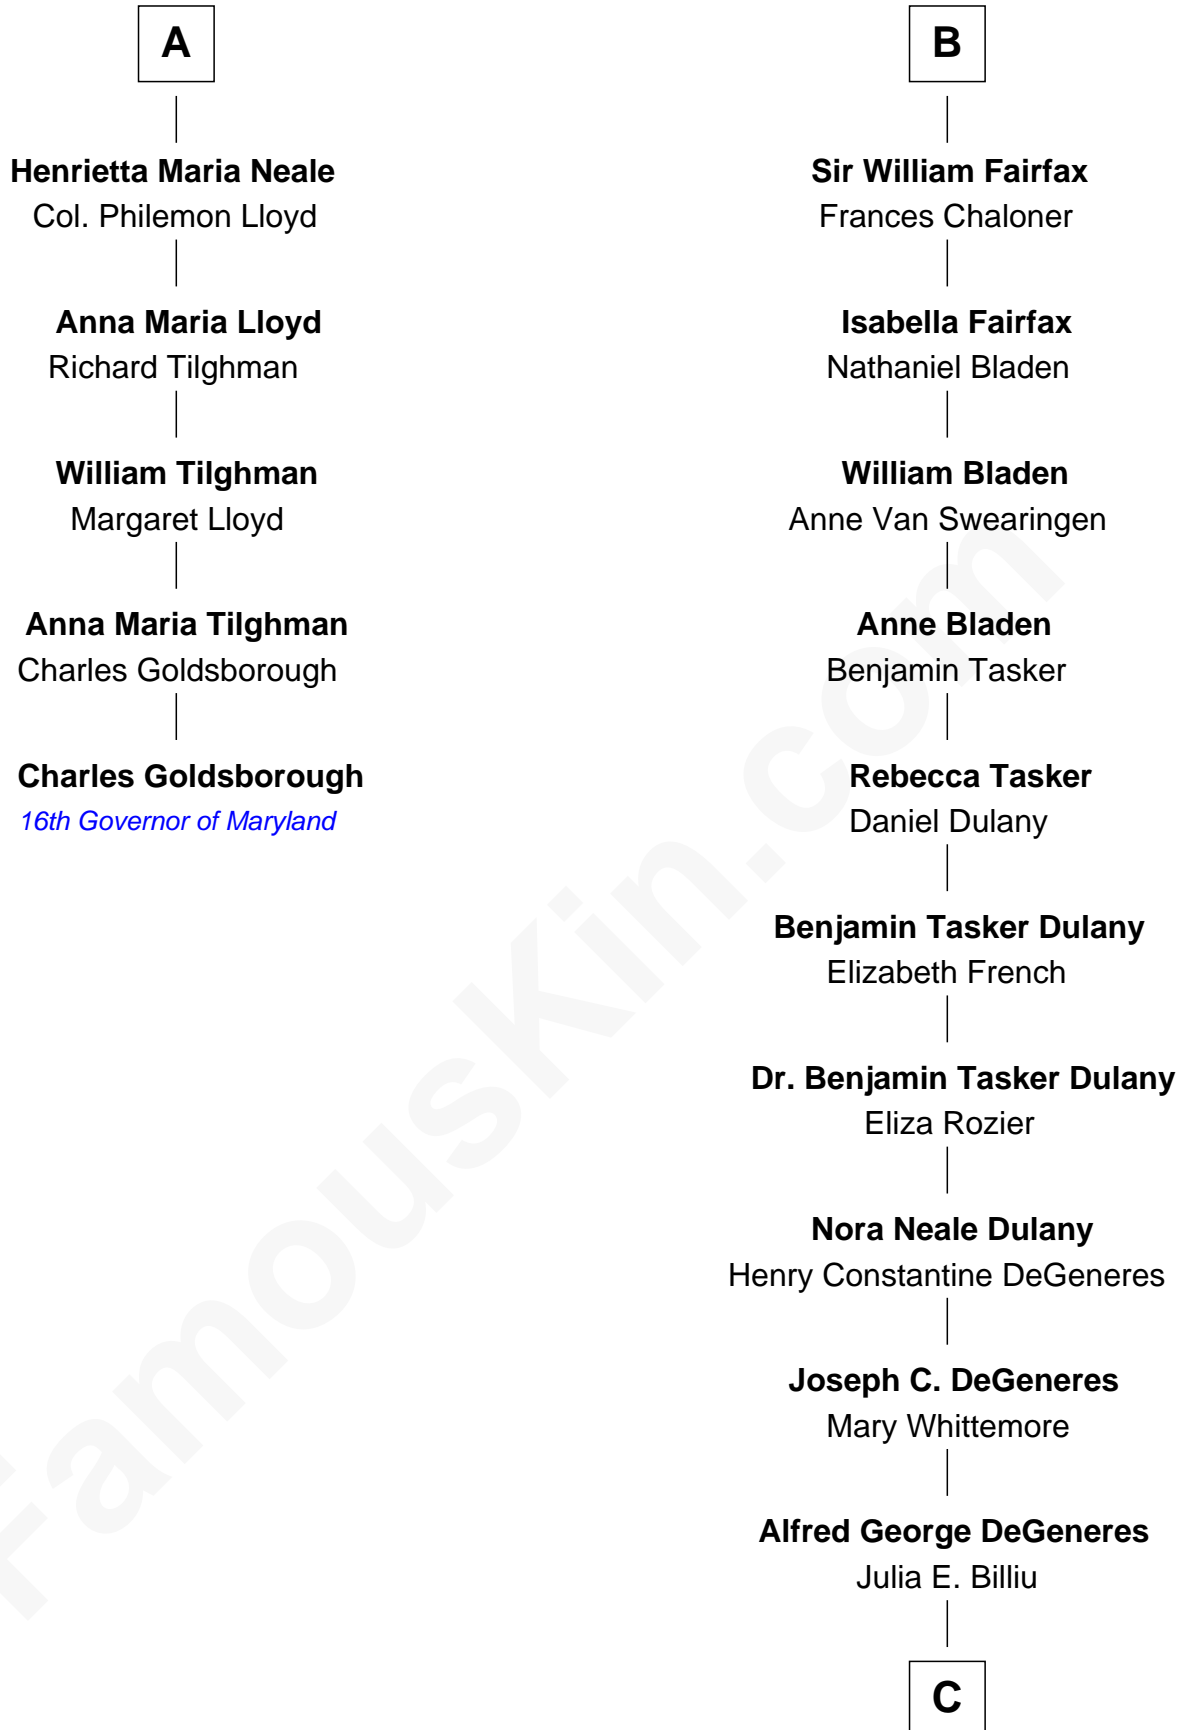 A
Henrietta Maria Neale
Col. Philemon Lloyd
Anna Maria Lloyd
Richard Tilghman
William Tilghman
Margaret Lloyd
Anna Maria Tilghman
Charles Goldsborough
Charles Goldsborough
16th Governor of Maryland
B
Sir William Fairfax
Frances Chaloner
Isabella Fairfax
Nathaniel Bladen
William Bladen
Anne Van Swearingen
Anne Bladen
Benjamin Tasker
Rebecca Tasker
Daniel Dulany
Benjamin Tasker Dulany
Elizabeth French
Dr. Benjamin Tasker Dulany
Eliza Rozier
Nora Neale Dulany
Henry Constantine DeGeneres
Joseph C. DeGeneres
Mary Whittemore
Alfred George DeGeneres
Julia E. Billiu
C
FamousKin.com